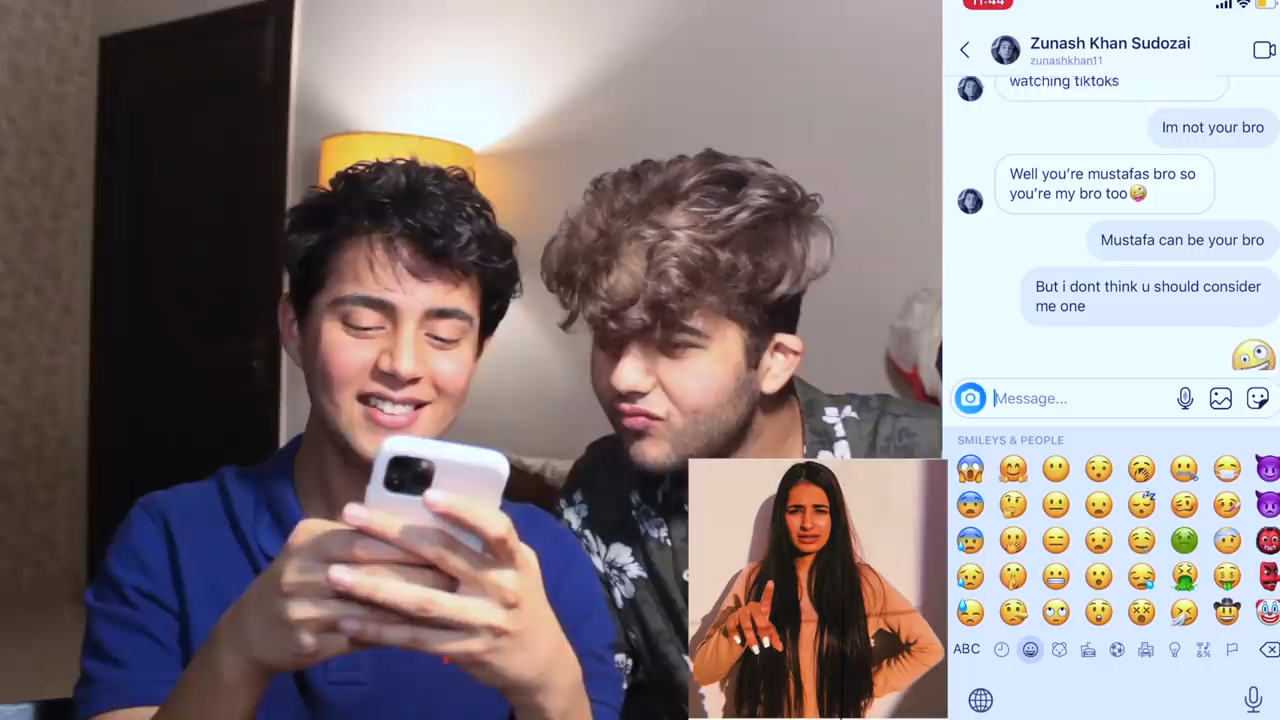 11:44
Zunash Khan Sudozai
zunashkhan11
watching tiktoks
Im not your bro
Well you're mustafas bro so
you're my bro too🤪
Mustafa can be your bro
But i dont think u should consider
me one
Message...
SMILEYS & PEOPLE
ABC